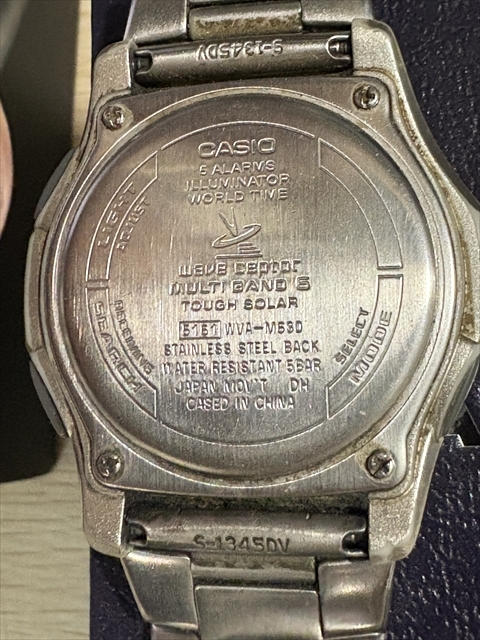 S-1345DV
CASIO
5 ALARMS
ILLUMINATOR
WORLD TIME
LIGHT
ADJUST
wave ceptor
MULTI BAND 6
TOUGH SOLAR
RECEIVING
SEARCH
5161 WVA-M630
SELECT
MODE
STAINLESS STEEL BACK
WATER RESISTANT 5BAR
JAPAN MOV'T DH
CASED IN CHINA
S-1345DV